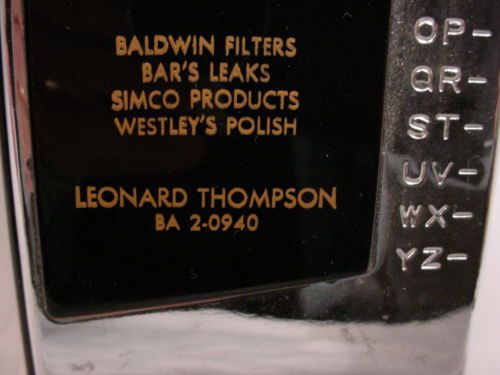 BALDWIN FILTERS
BAR'S LEAKS
SIMCO PRODUCTS
WESTLEY'S POLISH
LEONARD THOMPSON
BA 2-0940
OP-
QR-
ST-
UV-
WX-
YZ-